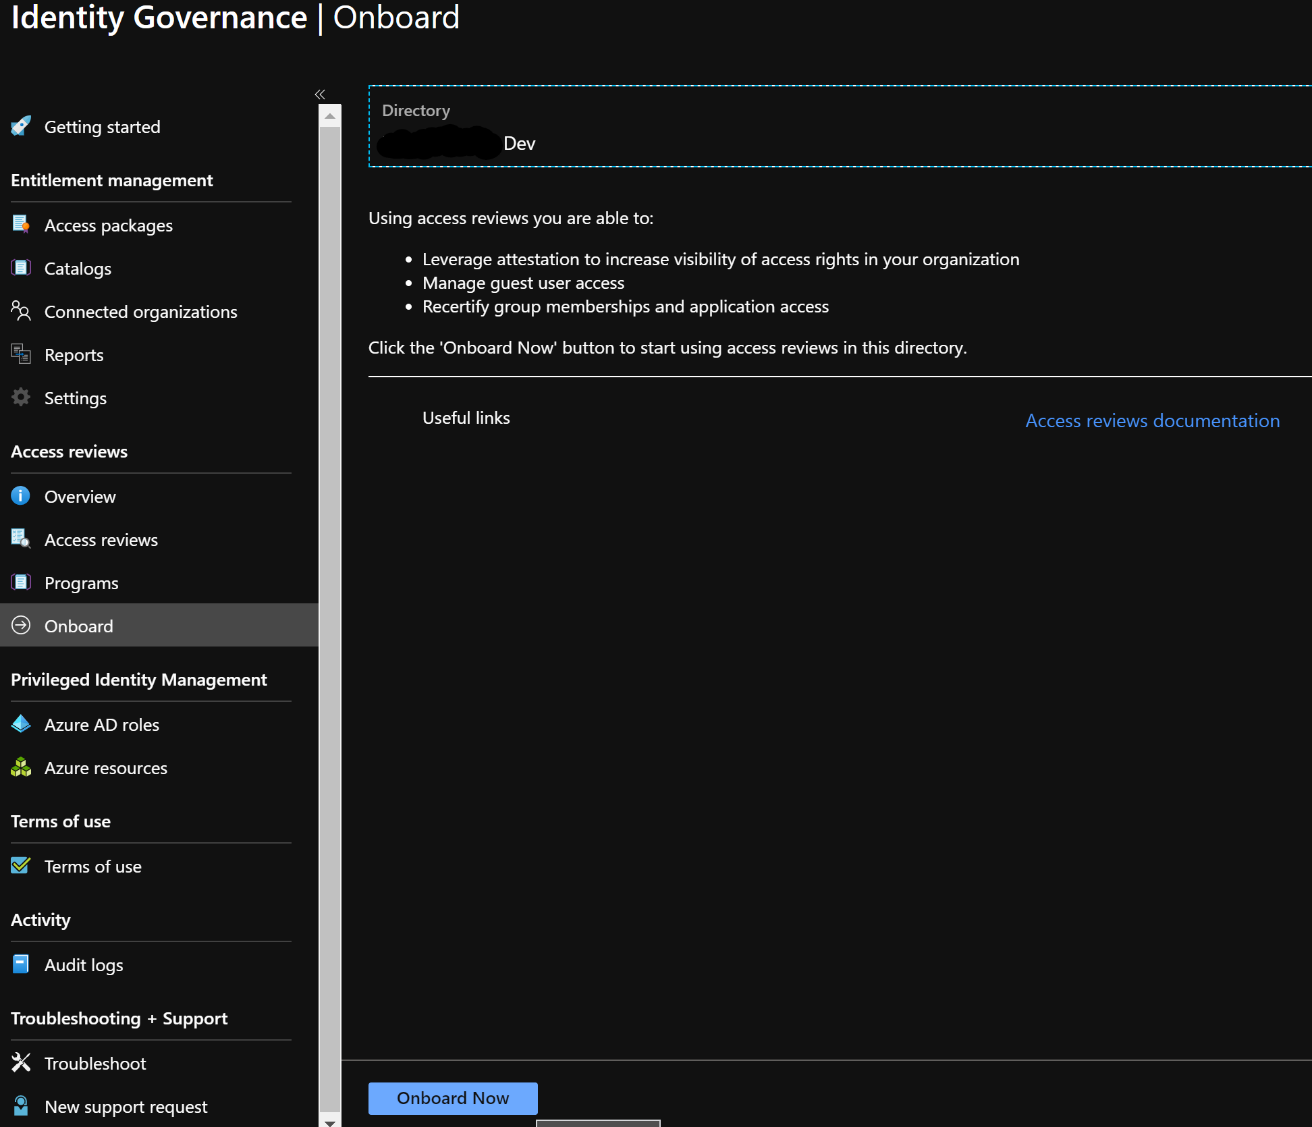 Identity Governance | Onboard
«
Getting started
Entitlement management
Access packages
Catalogs
Connected organizations
Reports
Settings
Access reviews
Overview
Access reviews
Programs
Onboard
Privileged Identity Management
Azure AD roles
Azure resources
Terms of use
Terms of use
Activity
Audit logs
Troubleshooting + Support
Troubleshoot
New support request
Directory
Dev
Using access reviews you are able to:
• Leverage attestation to increase visibility of access rights in your organization
• Manage guest user access
• Recertify group memberships and application access
Click the 'Onboard Now' button to start using access reviews in this directory.
Useful links
Access reviews documentation
Onboard Now